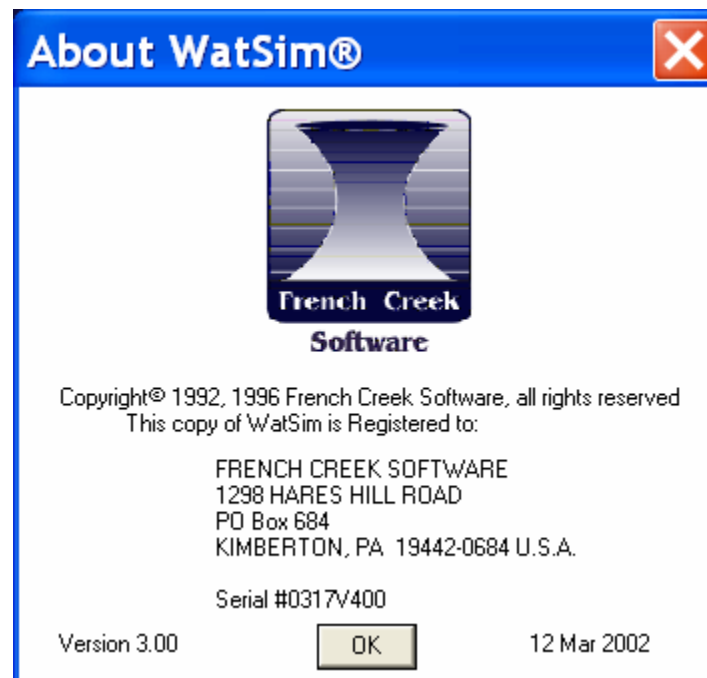 About WatSim®
French Creek
Software
Copyright© 1992, 1996 French Creek Software, all rights reserved
This copy of WatSim is Registered to:
FRENCH CREEK SOFTWARE
1298 HARES HILL ROAD
PO Box 684
KIMBERTON, PA 19442-0684 U.S.A.
Serial #0317V400
Version 3.00 OK 12 Mar 2002